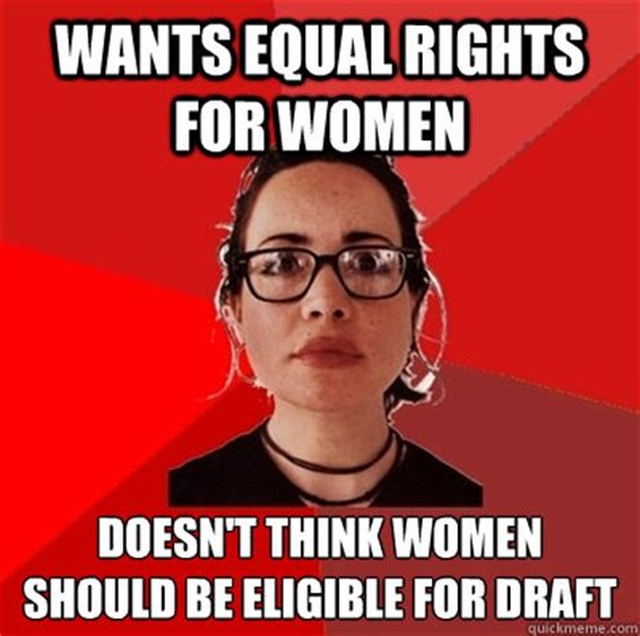 WANTS EQUAL RIGHTS
FOR WOMEN
DOESN'T THINK WOMEN
SHOULD BE ELIGIBLE FOR DRAFT
quickmeme.com